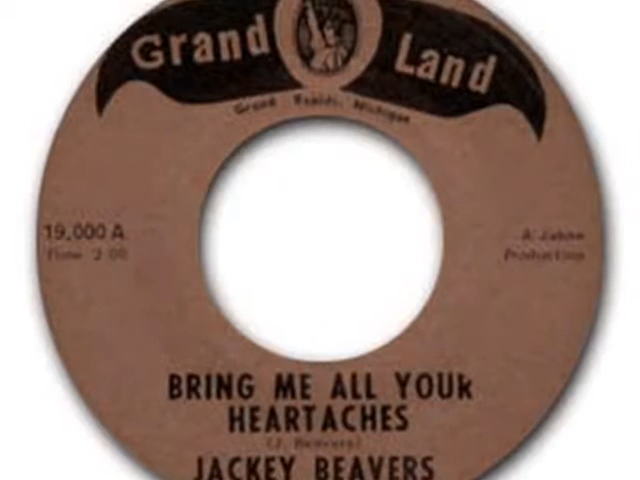 Grand Land
Grand Rapids, Michigan
19,000 A
Time 2:00
Production
BRING ME ALL YOUR
HEARTACHES
(J. Beavers)
JACKEY BEAVERS